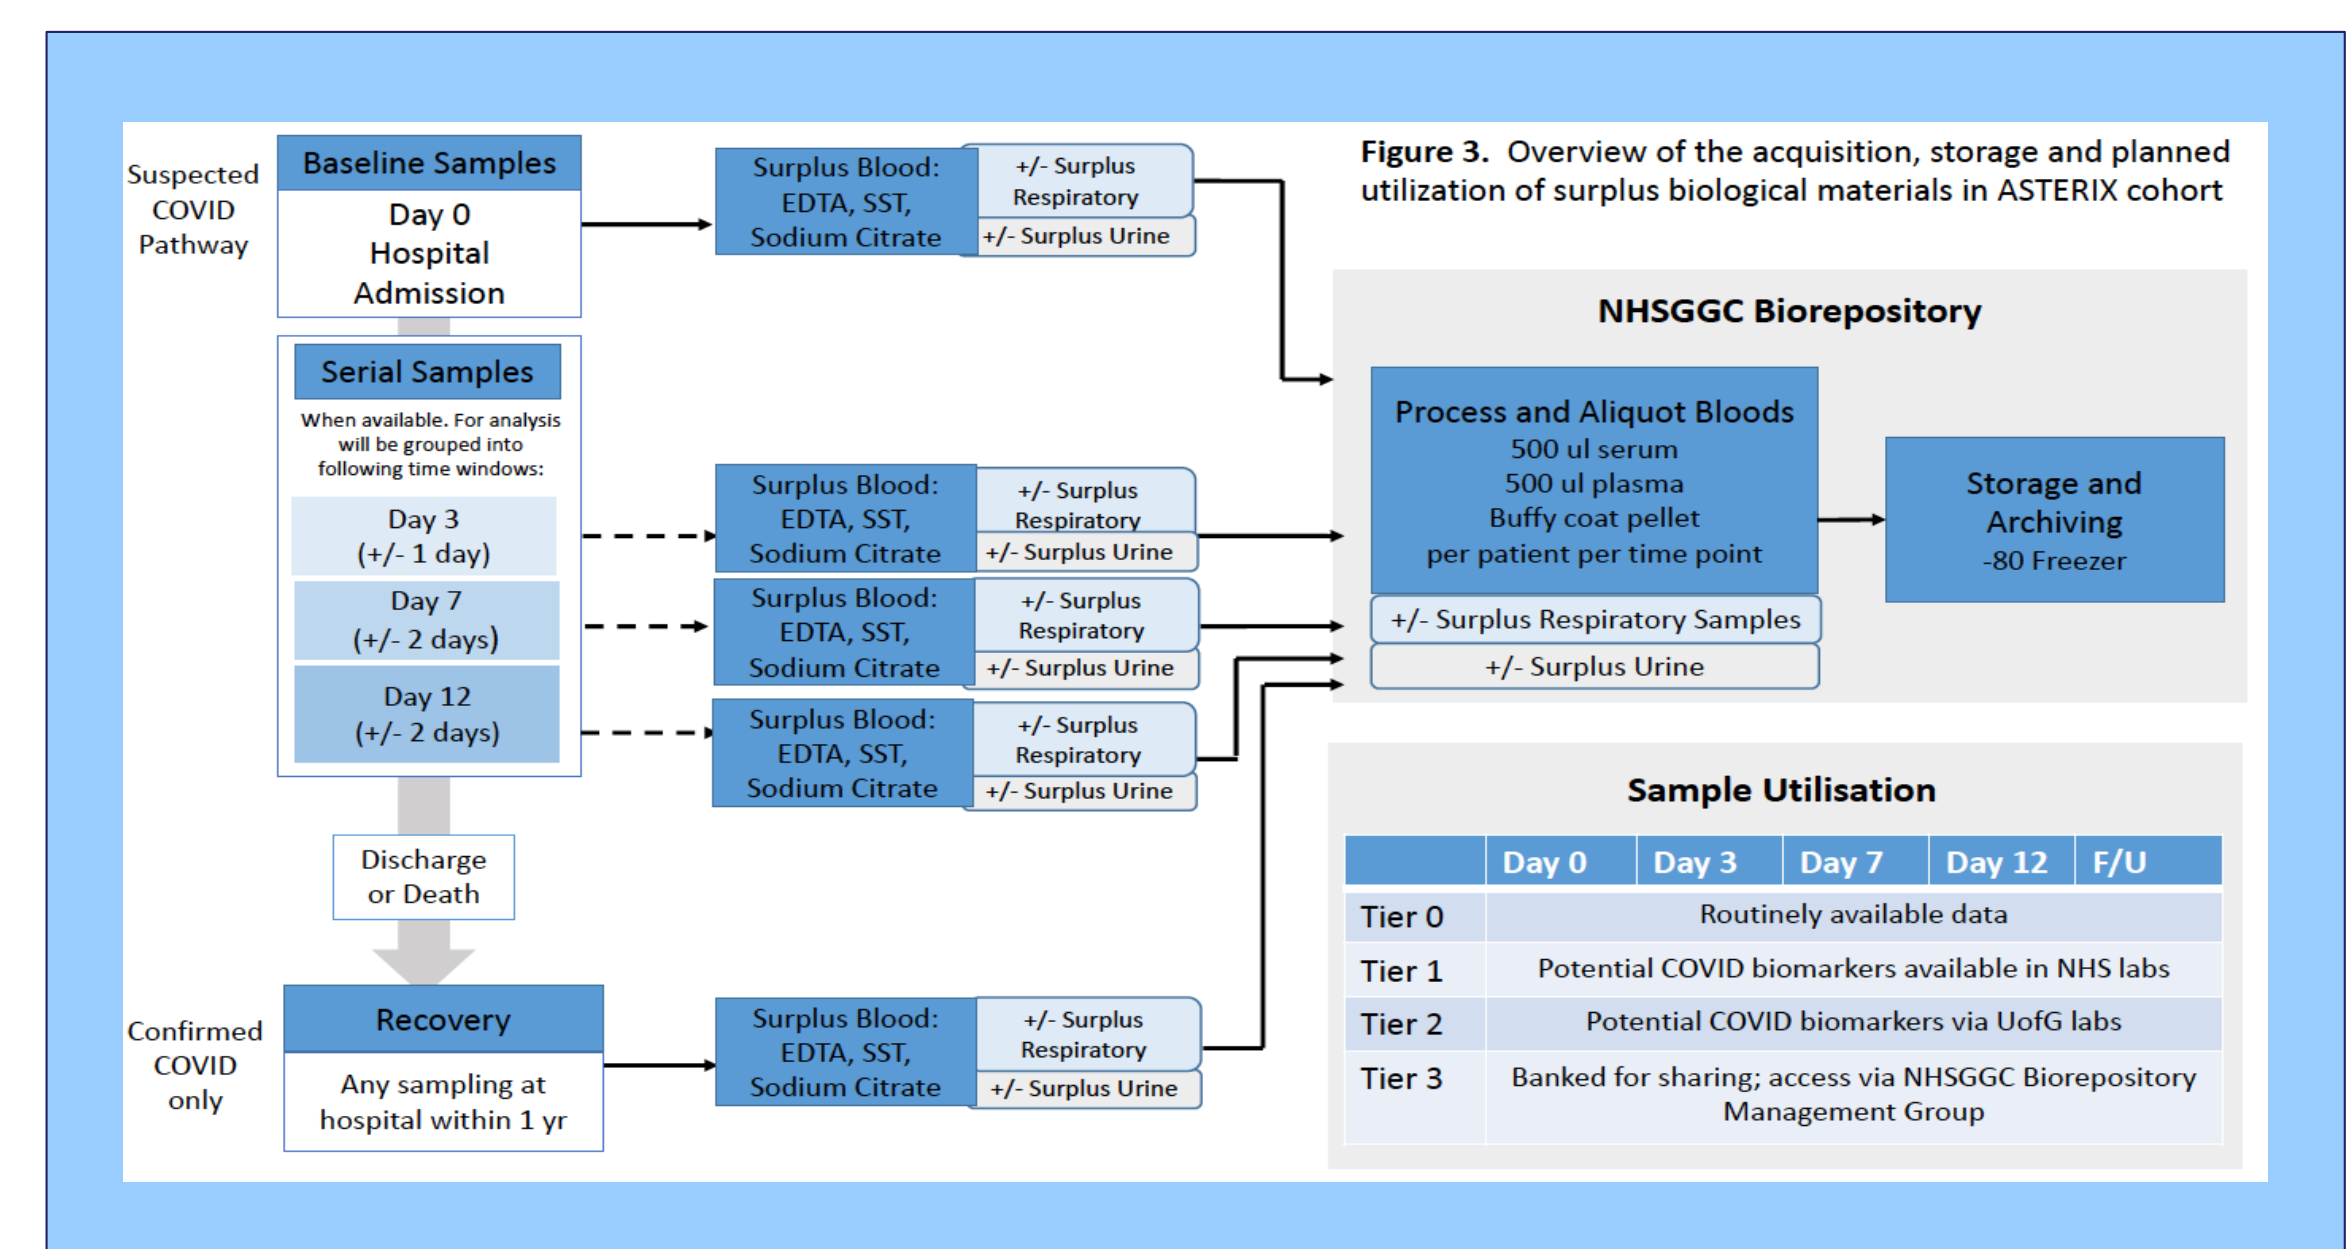 Figure 3. Overview of the acquisition, storage and planned
utilization of surplus biological materials in ASTERIX cohort
Suspected
COVID
Pathway
Baseline Samples
Day 0
Hospital
Admission
Surplus Blood:
EDTA, SST,
Sodium Citrate
+/- Surplus
Respiratory
+/- Surplus Urine
Serial Samples
When available. For analysis
will be grouped into
following time windows:
Day 3
(+/- 1 day)
Surplus Blood:
EDTA, SST,
Sodium Citrate
+/- Surplus
Respiratory
+/- Surplus Urine
Day 7
(+/- 2 days)
Surplus Blood:
EDTA, SST,
Sodium Citrate
+/- Surplus
Respiratory
+/- Surplus Urine
Day 12
(+/- 2 days)
Surplus Blood:
EDTA, SST,
Sodium Citrate
+/- Surplus
Respiratory
+/- Surplus Urine
Discharge
or Death
Confirmed
COVID
only
Recovery
Any sampling at
hospital within 1 yr
Surplus Blood:
EDTA, SST,
Sodium Citrate
+/- Surplus
Respiratory
+/- Surplus Urine
NHSGGC Biorepository
Process and Aliquot Bloods
500 ul serum
500 ul plasma
Buffy coat pellet
per patient per time point
+/- Surplus Respiratory Samples
+/- Surplus Urine
Storage and
Archiving
-80 Freezer
Sample Utilisation
Day 0 Day 3 Day 7 Day 12 F/U
Tier 0 Routinely available data
Tier 1 Potential COVID biomarkers available in NHS labs
Tier 2 Potential COVID biomarkers via UofG labs
Tier 3 Banked for sharing; access via NHSGGC Biorepository
Management Group